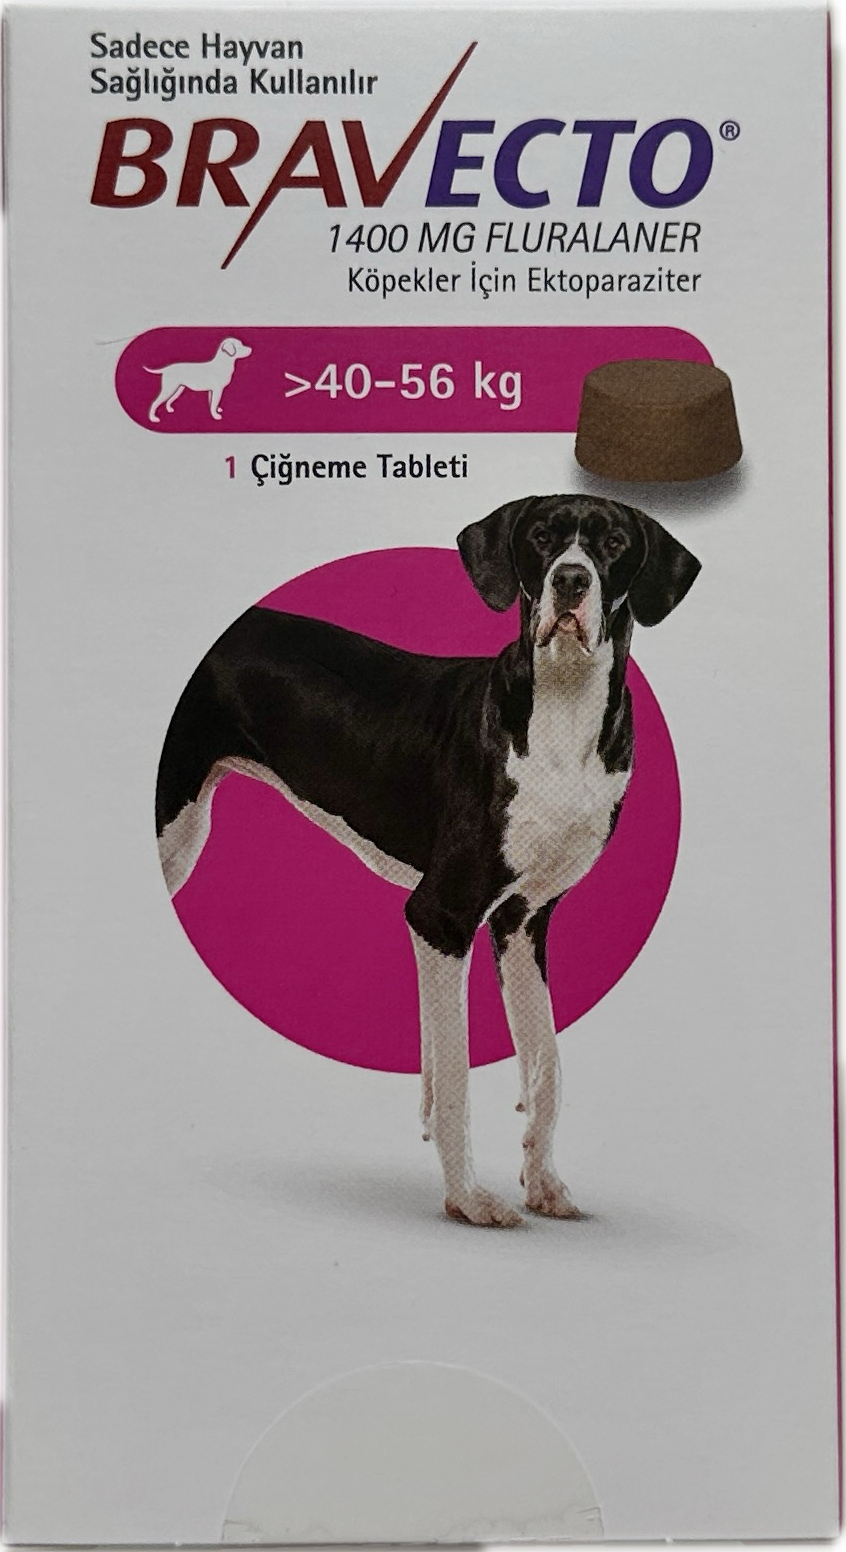 Sadece Hayvan
Sağlığında Kullanılır
BRAVECTO®
1400 MG FLURALANER
Köpekler İçin Ektoparaziter
>40-56 kg
1 Çiğneme Tableti